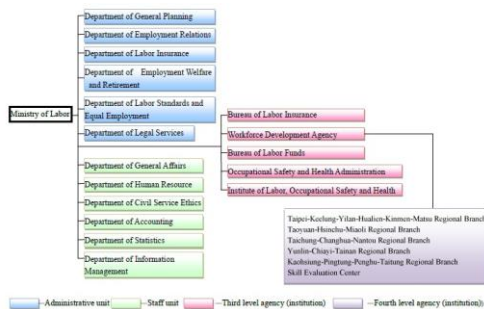 Ministry of Labor
Department of General Planning
Department of Employment Relations
Department of Labor Insurance
Department of Employment Welfare
and Retirement
Department of Labor Standards and
Equal Employment
Department of Legal Services
Department of General Affairs
Department of Human Resource
Department of Civil Service Ethics
Department of Accounting
Department of Statistics
Department of Information
Management
Bureau of Labor Insurance
Workforce Development Agency
Bureau of Labor Funds
Occupational Safety and Health Administration
Institute of Labor, Occupational Safety and Health
Taipei-Keelung-Yilan-Hualien-Kinmen-Matsu Regional Branch
Taoyuan-Hsinchu-Miaoli Regional Branch
Taichung-Changhua-Nantou Regional Branch
Yunlin-Chiayi-Tainan Regional Branch
Kaohsiung-Pingtung-Penghu-Taitung Regional Branch
Skill Evaluation Center
Administrative unit
Staff unit
Third level agency (institution)
Fourth level agency (institution);